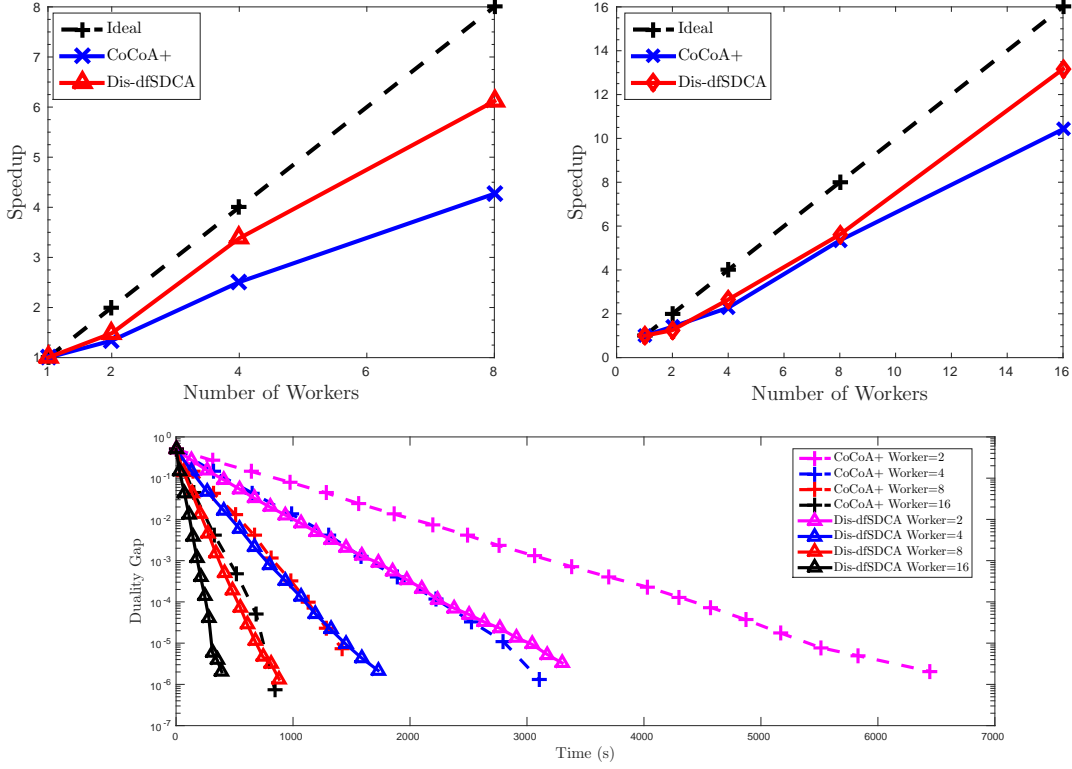 8
7
6
5
4
3
2
1
1
2
4
6
8
Speedup
Number of Workers
Ideal
CoCoA+
Dis-dfSDCA
16
14
12
10
8
6
4
2
0
0
2
4
6
8
10
12
14
16
Speedup
Number of Workers
Ideal
CoCoA+
Dis-dfSDCA
10^0
10^-1
10^-2
10^-3
10^-4
10^-5
10^-6
10^-7
0
1000
2000
3000
4000
5000
6000
7000
Duality Gap
Time (s)
CoCoA+ Worker=2
CoCoA+ Worker=4
CoCoA+ Worker=8
CoCoA+ Worker=16
Dis-dfSDCA Worker=2
Dis-dfSDCA Worker=4
Dis-dfSDCA Worker=8
Dis-dfSDCA Worker=16